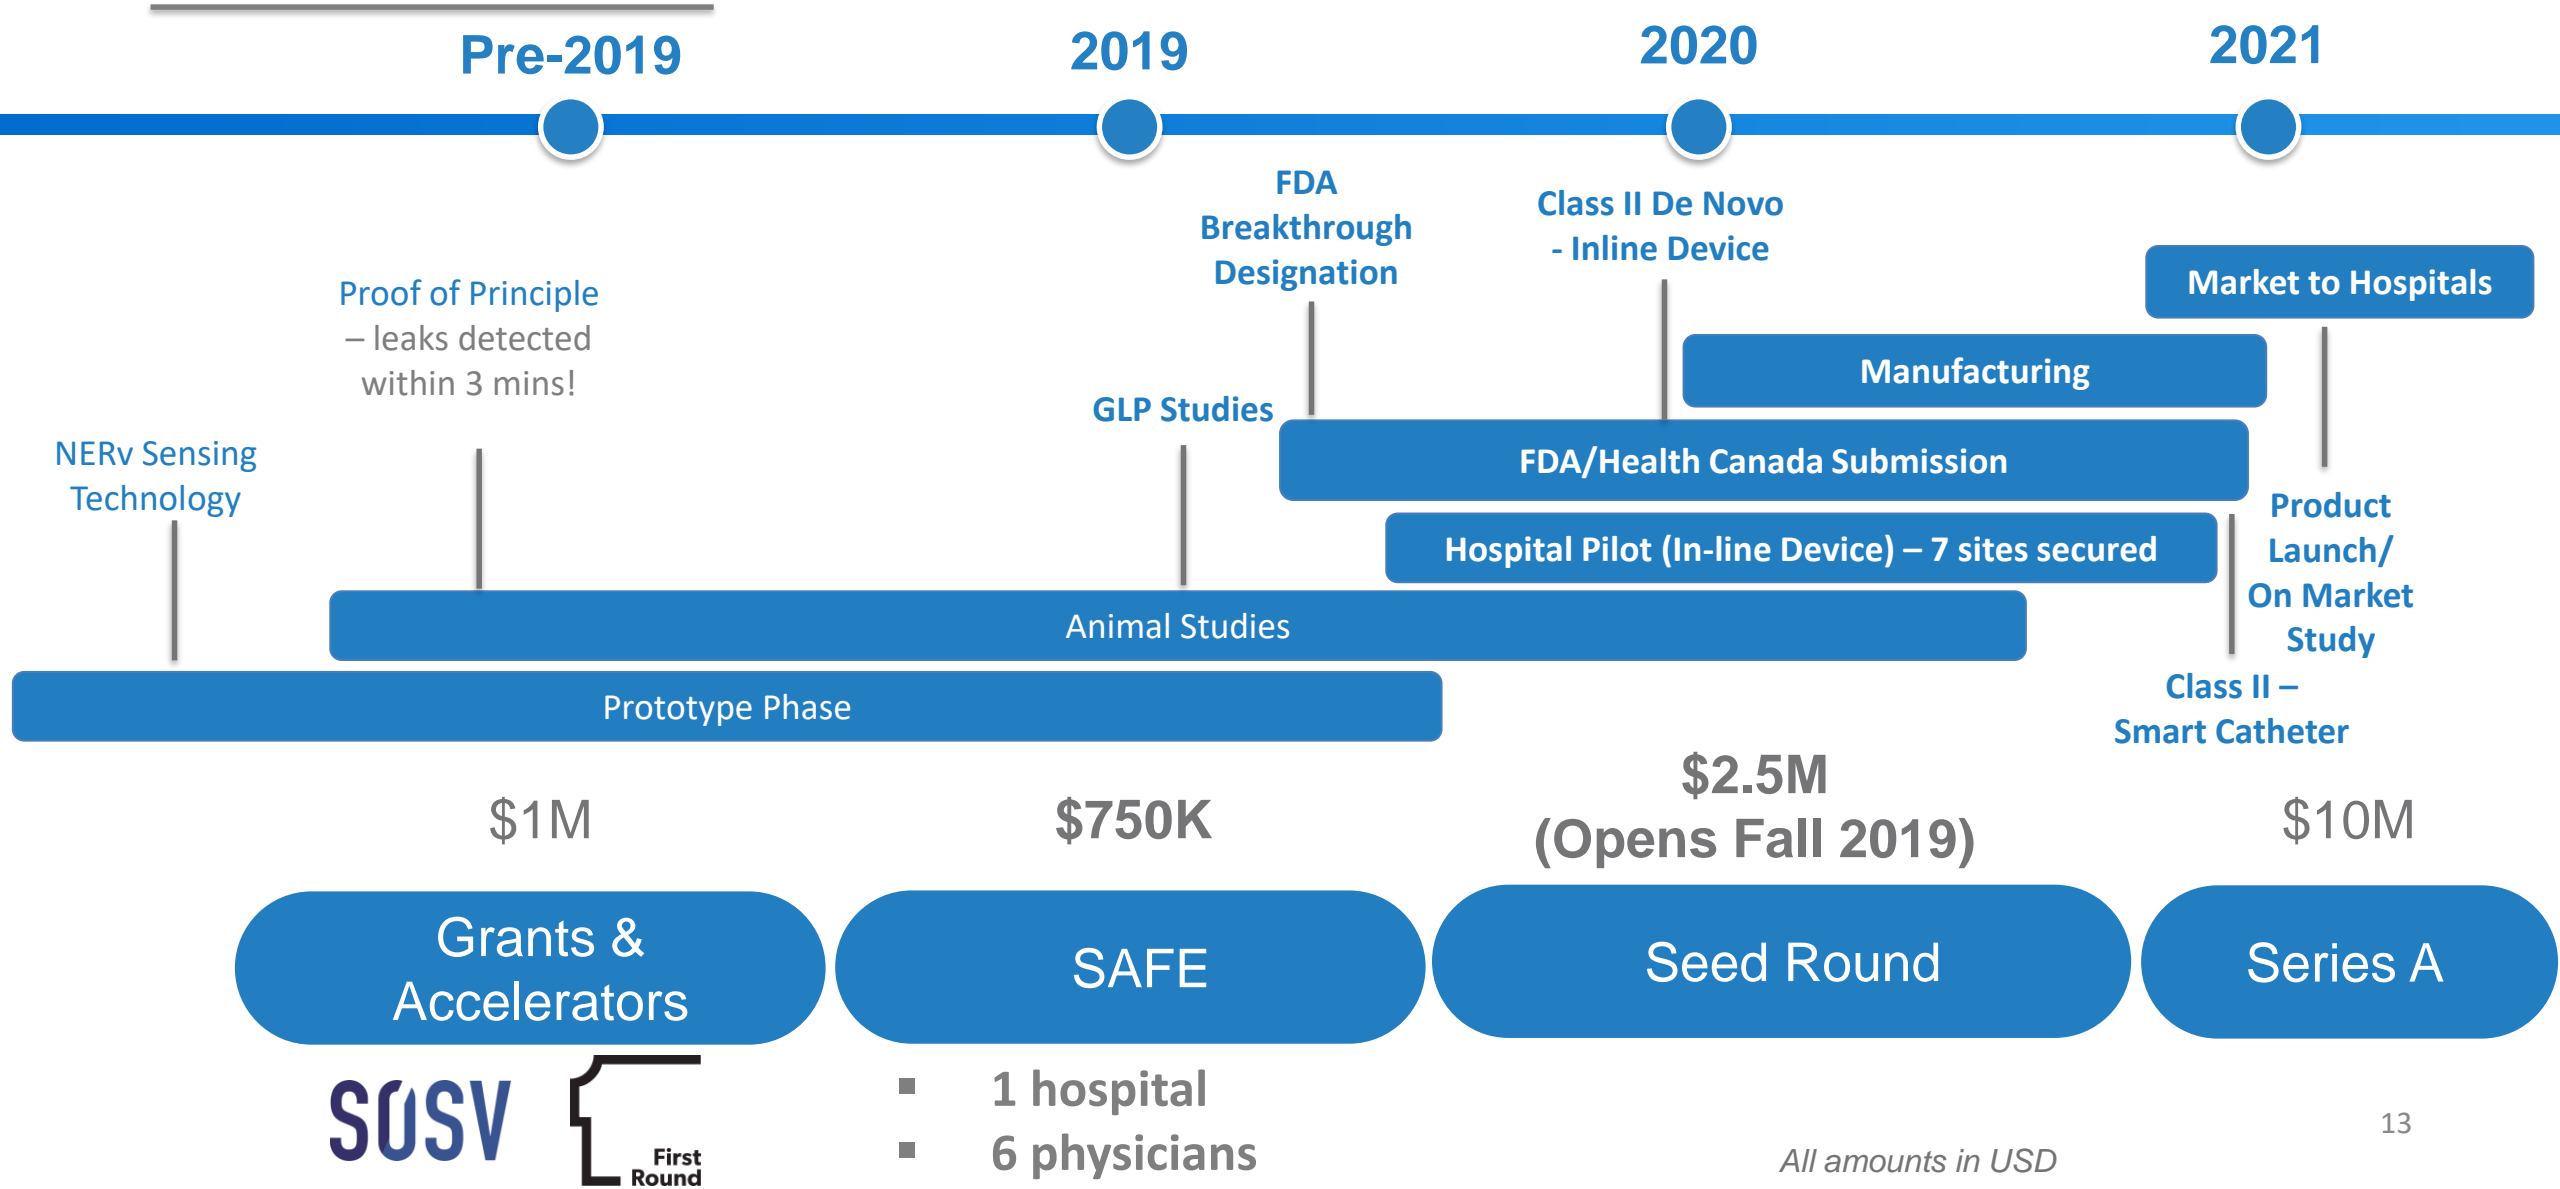 Pre-2019
2019
2020
2021
FDA
Breakthrough
Designation
Class II De Novo
- Inline Device
Market to Hospitals
Proof of Principle
– leaks detected
within 3 mins!
Manufacturing
GLP Studies
NERv Sensing
Technology
FDA/Health Canada Submission
Product
Launch/
On Market
Study
Hospital Pilot (In-line Device) – 7 sites secured
Animal Studies
Class II –
Smart Catheter
Prototype Phase
$1M
$750K
$2.5M
(Opens Fall 2019)
$10M
Grants &
Accelerators
SAFE
Seed Round
Series A
SOSV
First
Round
▪ 1 hospital
▪ 6 physicians
All amounts in USD
13